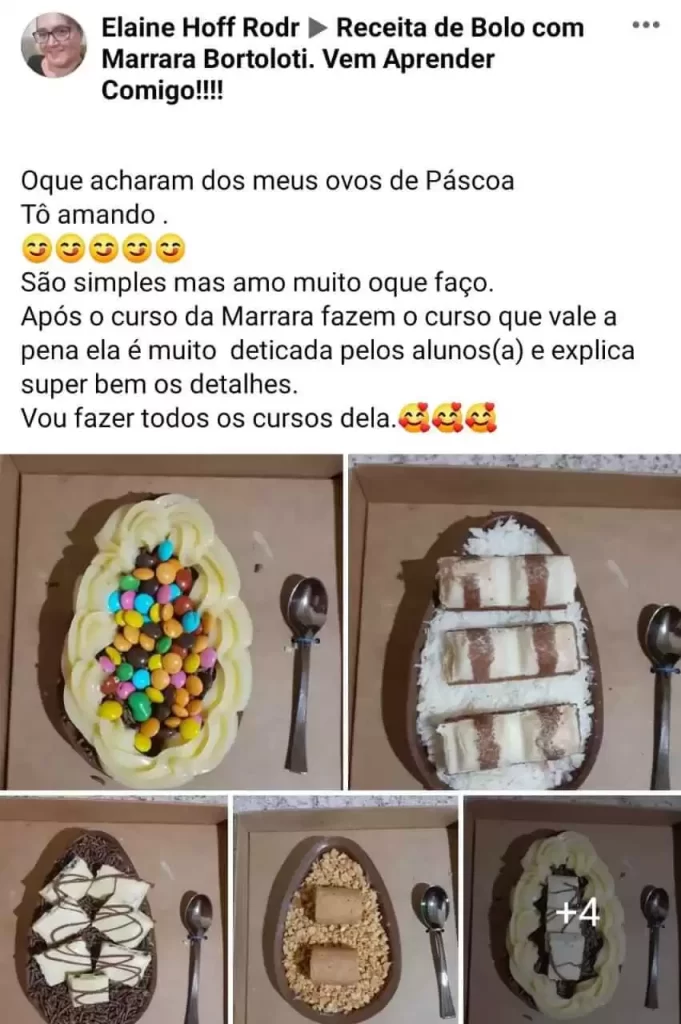 Elaine Hoff Rodr ▶ Receita de Bolo com
Marrara Bortoloti. Vem Aprender
Comigo!!!!
Oque acharam dos meus ovos de Páscoa
Tô amando .
😋😋😋😋😋
São simples mas amo muito oque faço.
Após o curso da Marrara fazem o curso que vale a
pena ela é muito deticada pelos alunos(a) e explica
super bem os detalhes.
Vou fazer todos os cursos dela.🥰🥰🥰
+4